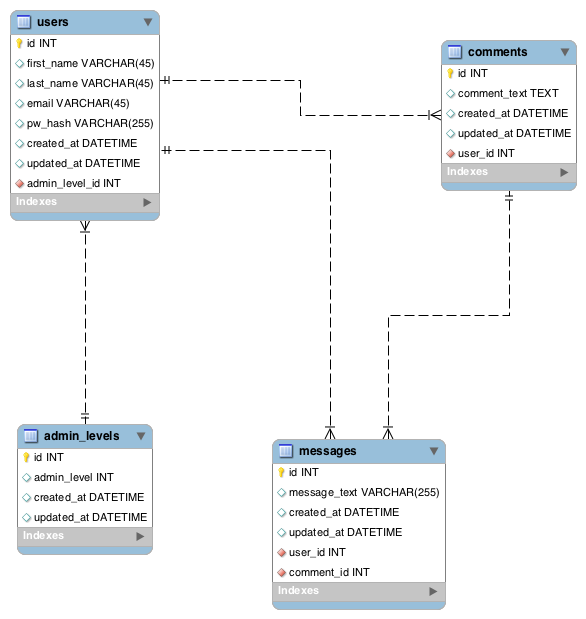 users
id INT
first_name VARCHAR(45)
last_name VARCHAR(45)
email VARCHAR(45)
pw_hash VARCHAR(255)
created_at DATETIME
updated_at DATETIME
admin_level_id INT
Indexes
comments
id INT
comment_text TEXT
created_at DATETIME
updated_at DATETIME
user_id INT
Indexes
admin_levels
id INT
admin_level INT
created_at DATETIME
updated_at DATETIME
Indexes
messages
id INT
message_text VARCHAR(255)
created_at DATETIME
updated_at DATETIME
user_id INT
comment_id INT
Indexes